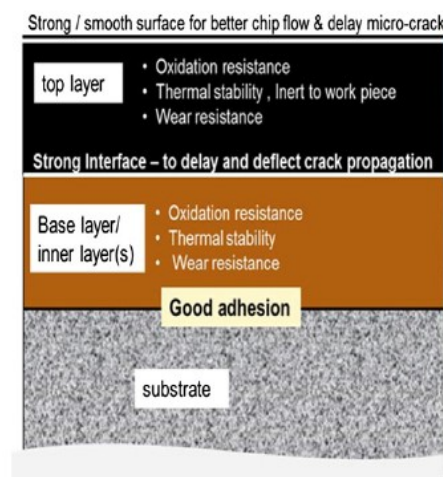 Strong / smooth surface for better chip flow & delay micro-crack
top layer
• Oxidation resistance
• Thermal stability , Inert to work piece
• Wear resistance
Strong Interface – to delay and deflect crack propagation
Base layer/
inner layer(s)
• Oxidation resistance
• Thermal stability
• Wear resistance
Good adhesion
substrate